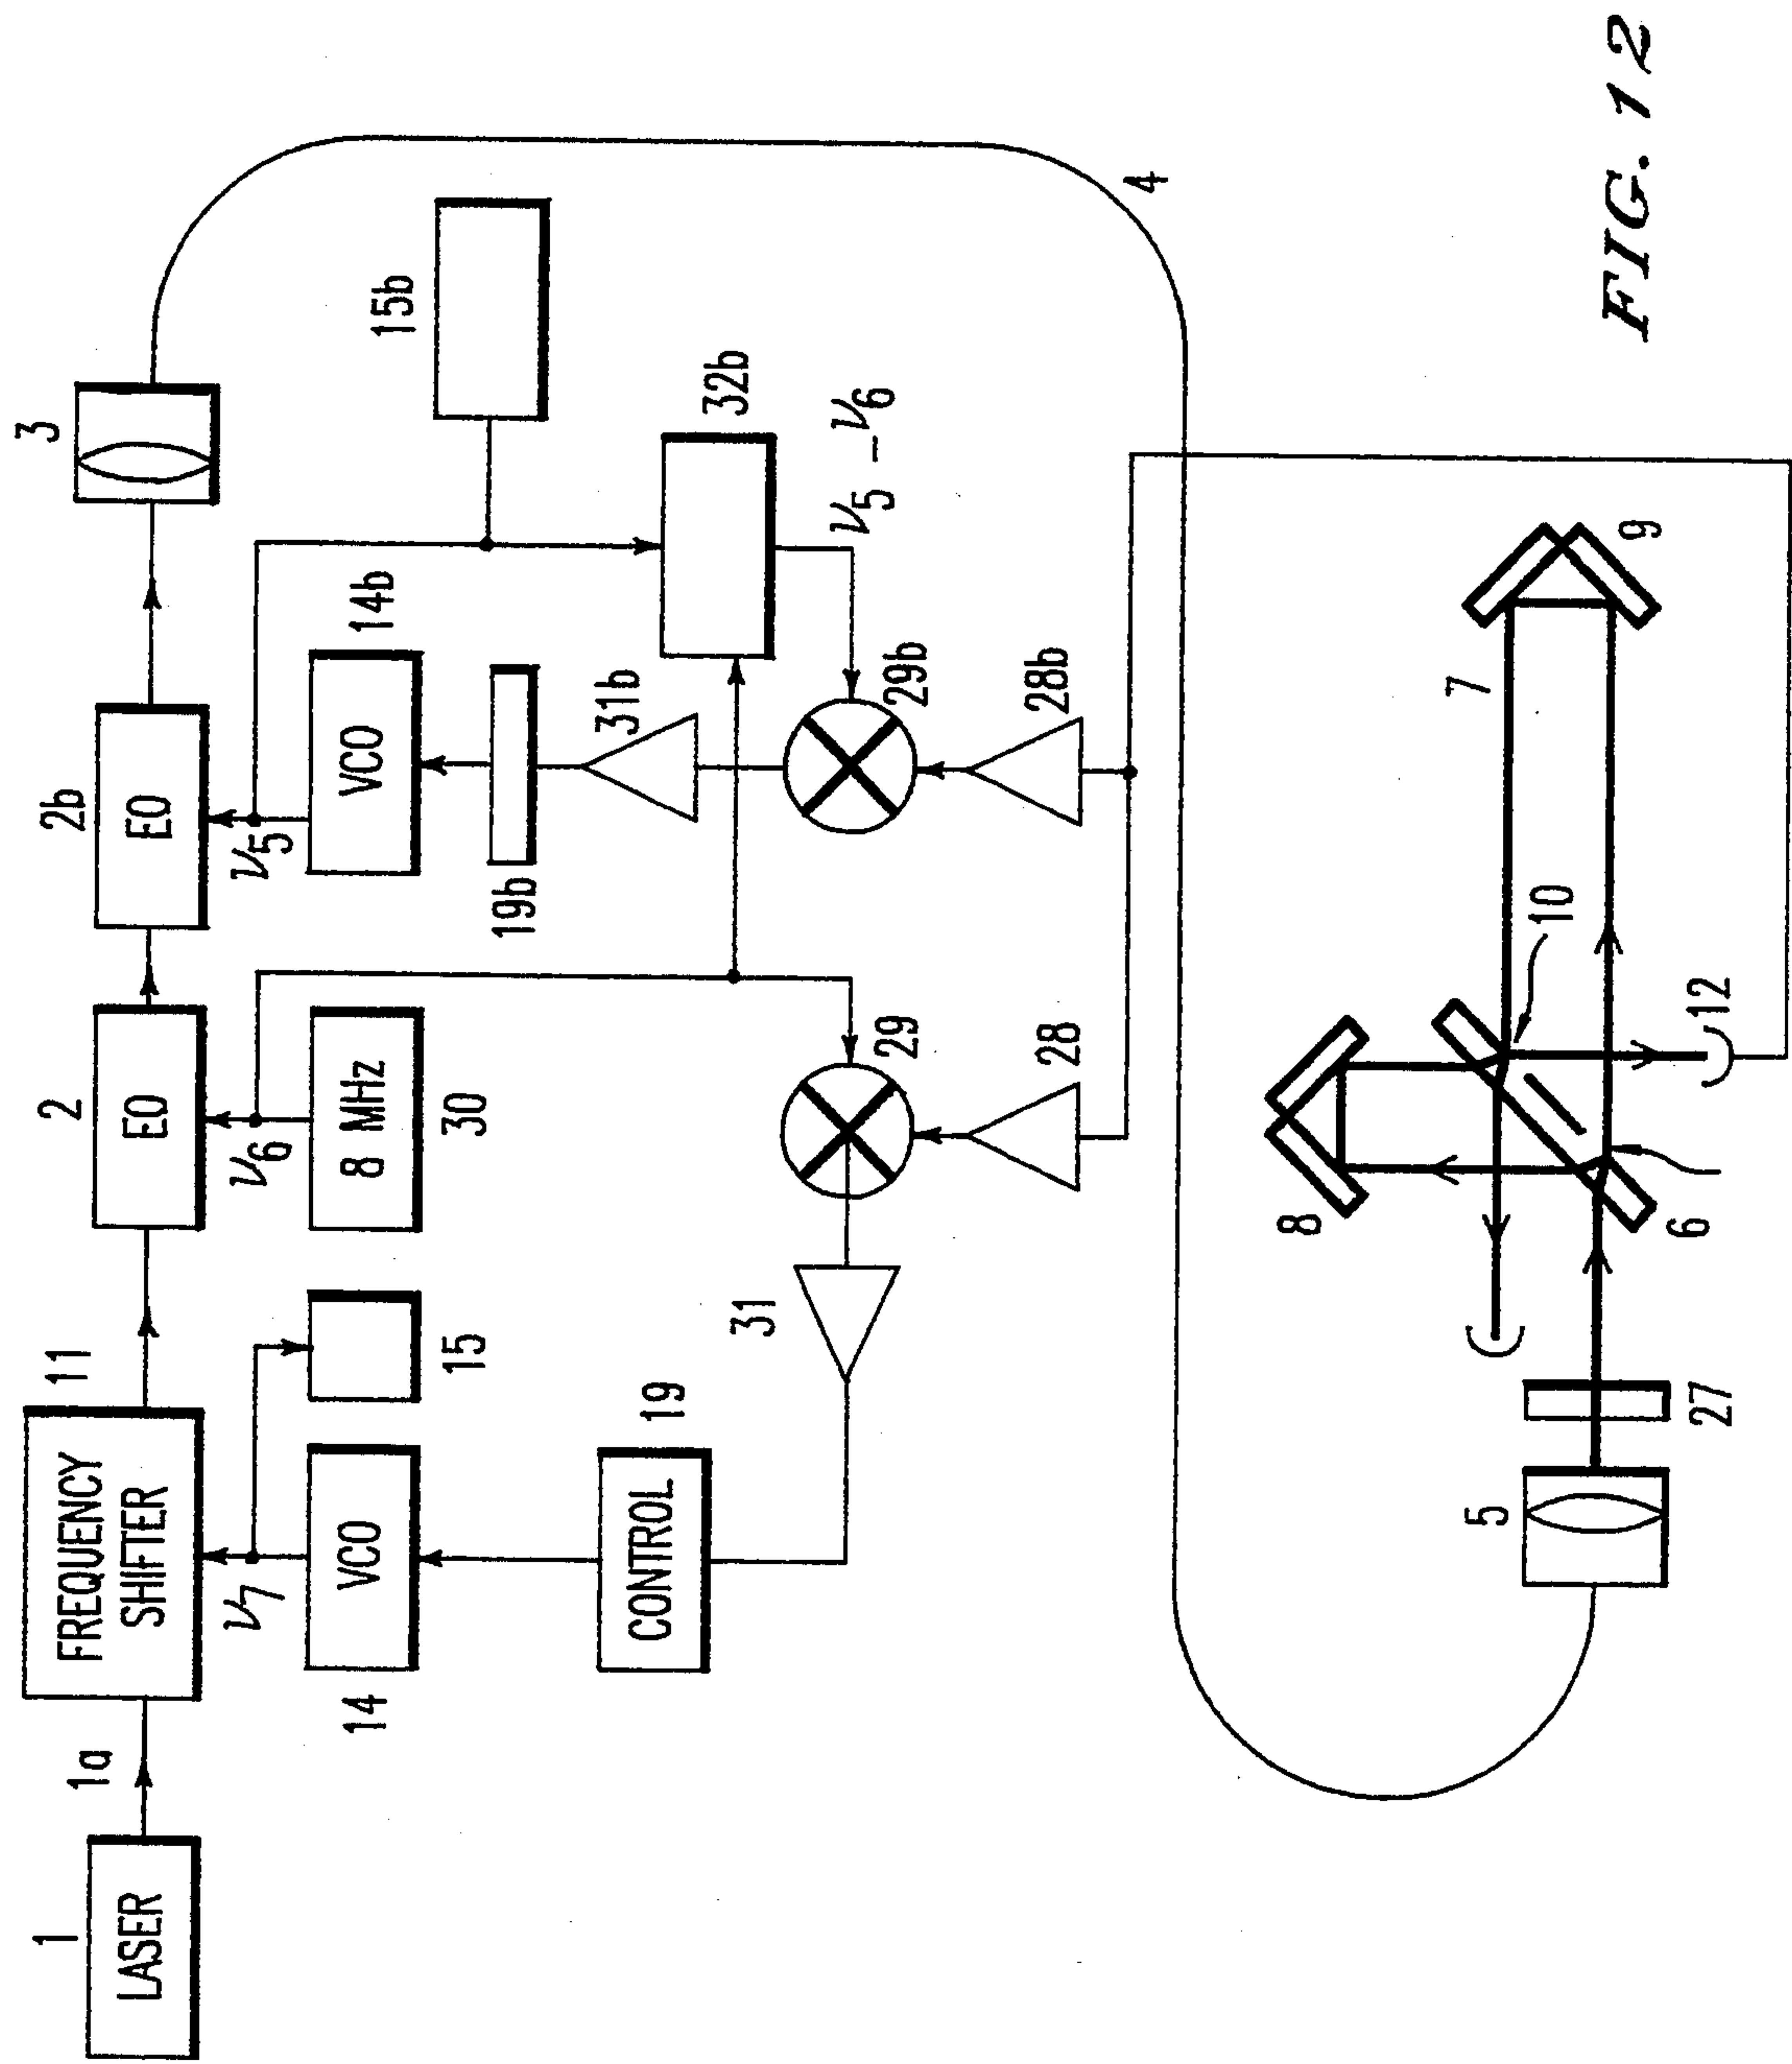 1
LASER
1a
11
FREQUENCY
SHIFTER
2
EO
2b
EO
3
ν7
ν6
ν5
14
VCO
15
8 MHz
30
VCO
14b
15b
19
CONTROL
19b
31b
32b
ν5 – ν6
31
29
29b
28
28b
4
5
27
8
6
10
7
9
12
FIG. 12